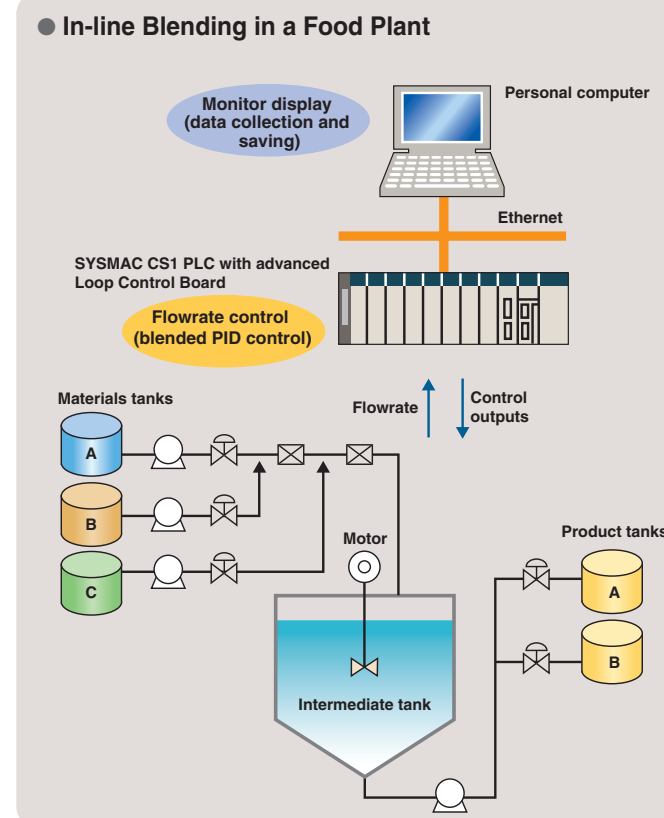 In-line Blending in a Food Plant
Monitor display
(data collection and
saving)
Personal computer
Ethernet
SYSMAC CS1 PLC with advanced
Loop Control Board
Flowrate control
(blended PID control)
Flowrate
Control
outputs
Materials tanks
A
B
C
Motor
Intermediate tank
Product tanks
A
B